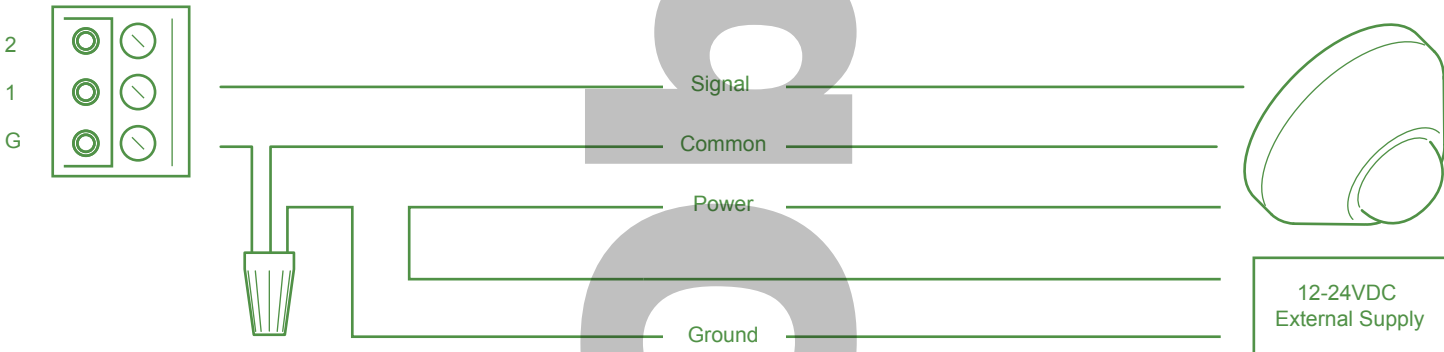 2
1
G
Signal
Common
Power
Ground
12-24VDC
External Supply